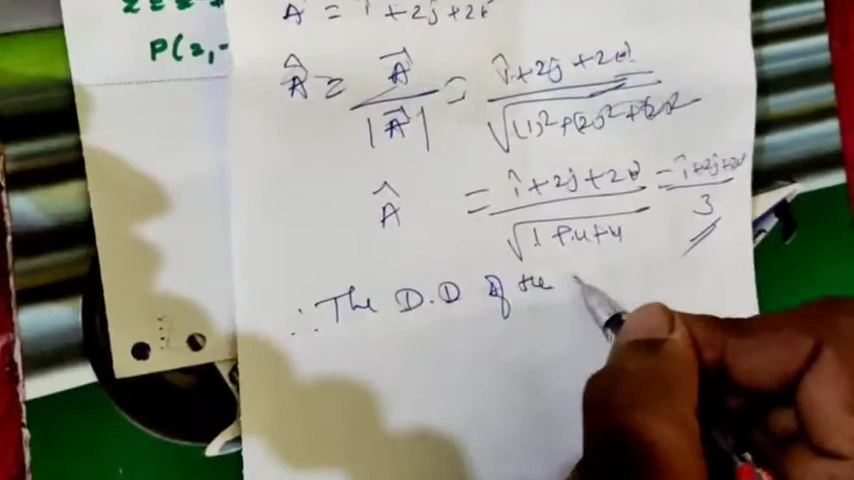 P(2,-
A = î+2j+2k
Â = A⃗ / |A⃗| = î+2j+2k / √(1)²+(2)²+(2)²
Â = î+2j+2k / √1+4+4 = î+2j+2k / 3
∴ The D.D of the